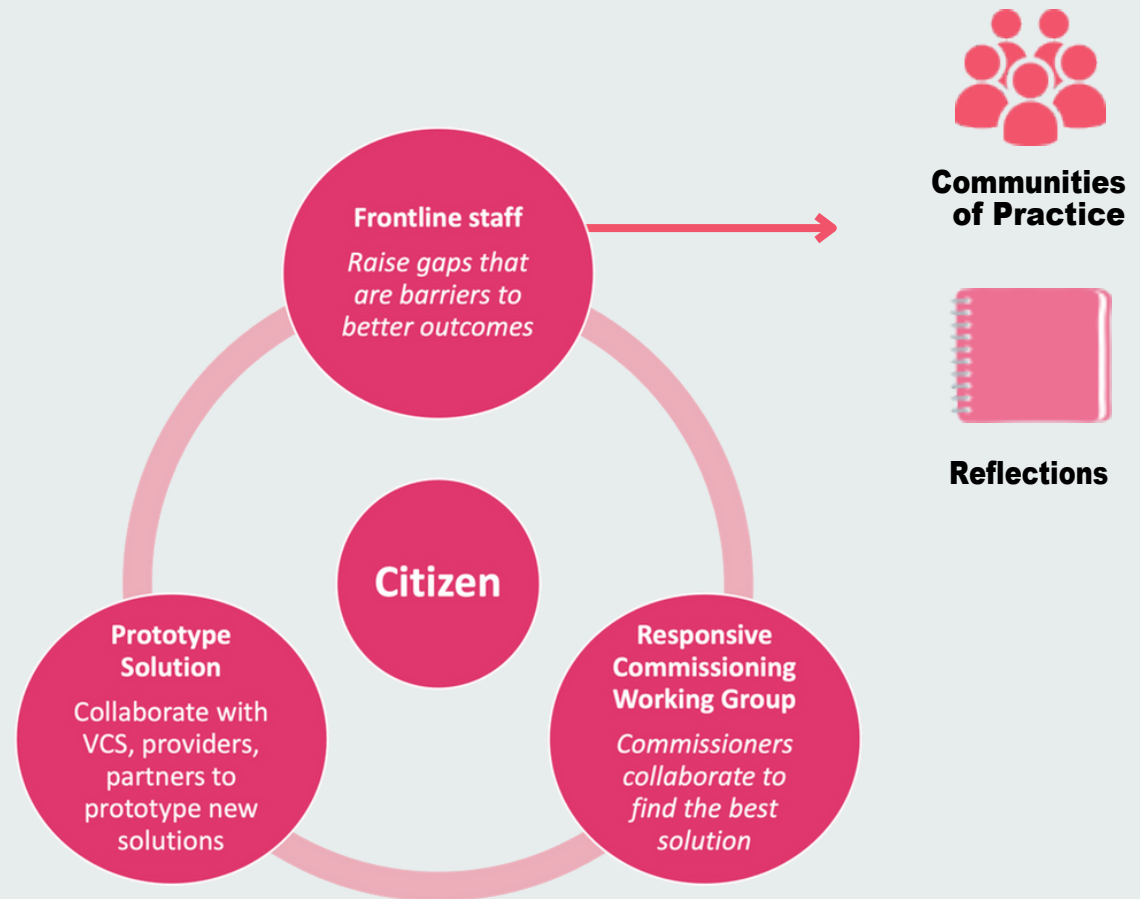 Frontline staff
Raise gaps that
are barriers to
better outcomes
Communities
of Practice
Reflections
Citizen
Prototype
Solution
Collaborate with
VCS, providers,
partners to
prototype new
solutions
Responsive
Commissioning
Working Group
Commissioners
collaborate to
find the best
solution